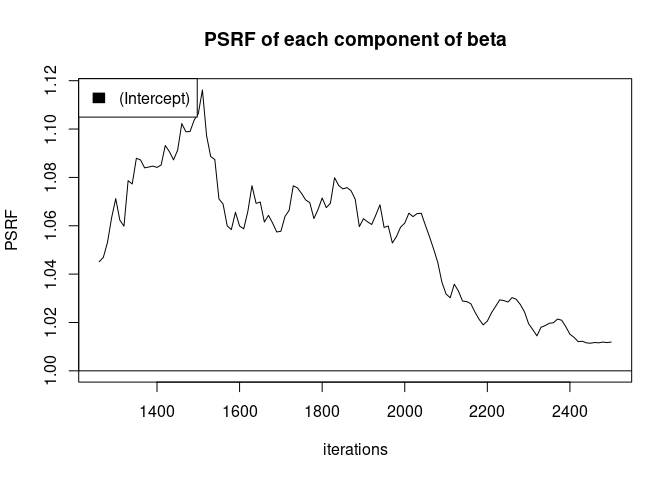 PSRF of each component of beta
(Intercept)
PSRF
1.12
1.10
1.08
1.06
1.04
1.02
1.00
1400 1600 1800 2000 2200 2400
iterations